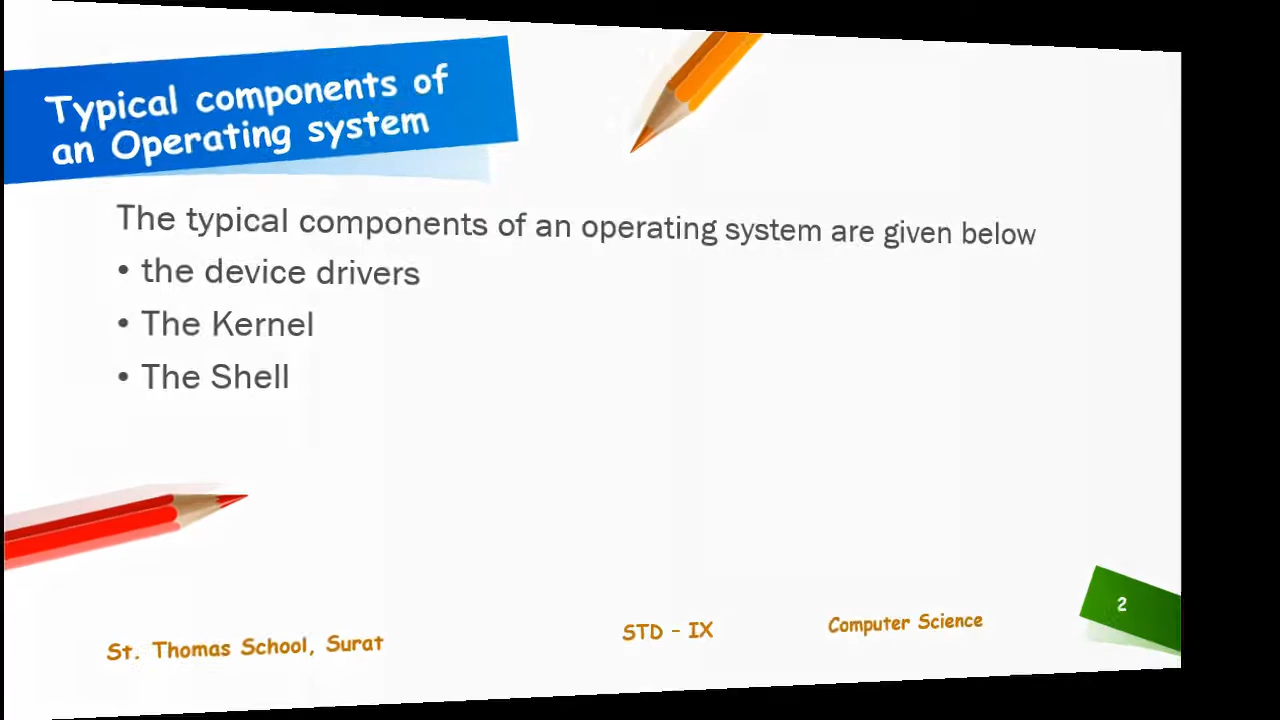 Typical components of
an Operating system
The typical components of an operating system are given below
• the device drivers
• The Kernel
• The Shell
St. Thomas School, Surat
STD - IX
Computer Science
2